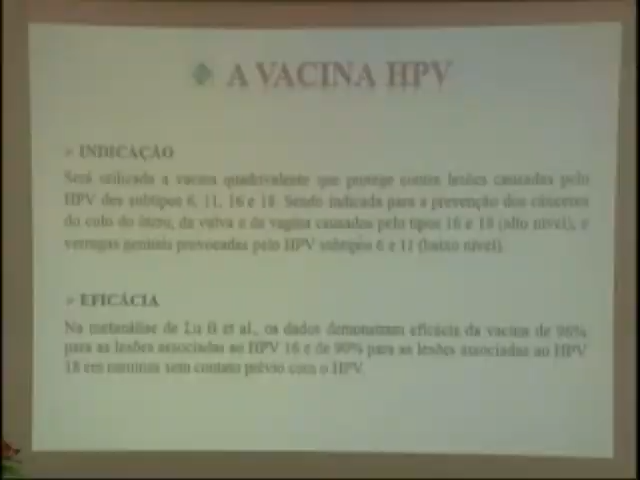 A VACINA HPV
INDICAÇÃO
Será utilizada a vacina quadrivalente que protege contra lesões causadas pelo
HPV dos subtipos 6, 11, 16 e 18. Sendo indicada para a prevenção dos cânceres
do colo do útero, da vulva e da vagina causados pelo tipos 16 e 18 (alto nível), e
verrugas genitais provocadas pelo HPV subtipos 6 e 11 (baixo nível).
EFICÁCIA
Na metanálise de Lu B et al., os dados demonstram eficácia da vacina de 96%
para as lesões associadas ao HPV 16 e de 90% para as lesões associadas ao HPV
18 em meninas sem contato prévio com o HPV.